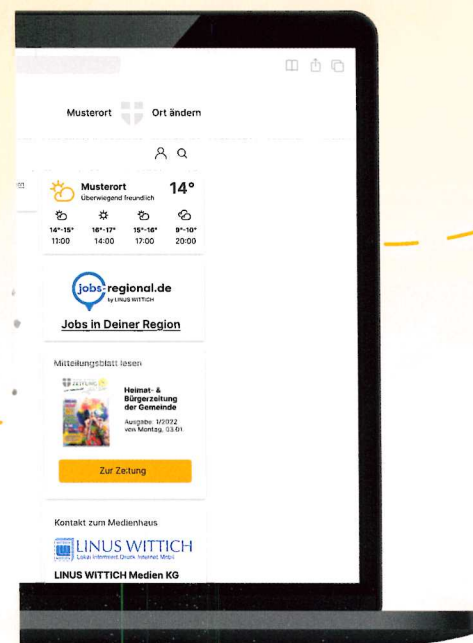 Musterort Ort ändern
Musterort
Überwiegend freundlich
14°
14°-15° 16°-17° 15°-16° 9°-10°
11:00 14:00 17:00 20:00
jobs-regional.de
by LINUS WITTICH
Jobs in Deiner Region
Mitteilungsblatt lesen
ZEITUNG
Heimat- &
Bürgerzeitung
der Gemeinde
Ausgabe 1/2022
von Montag, 03.01.
Zur Zeitung
Kontakt zum Medienhaus
LINUS WITTICH
Lokal informiert. Druck. Internet. Mobil.
LINUS WITTICH Medien KG